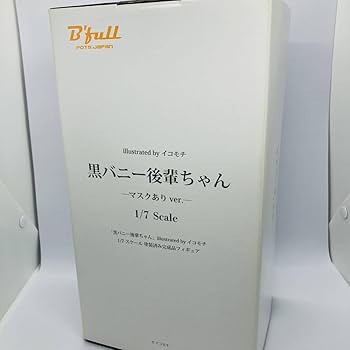 B'full
FOTS JAPAN
illustrated by イコモチ
黒バニー後輩ちゃん
―マスクあり ver.―
1/7 Scale
「黒バニー後輩ちゃん」illustrated by イコモチ
1/7 スケール 塗装済み完成品フィギュア